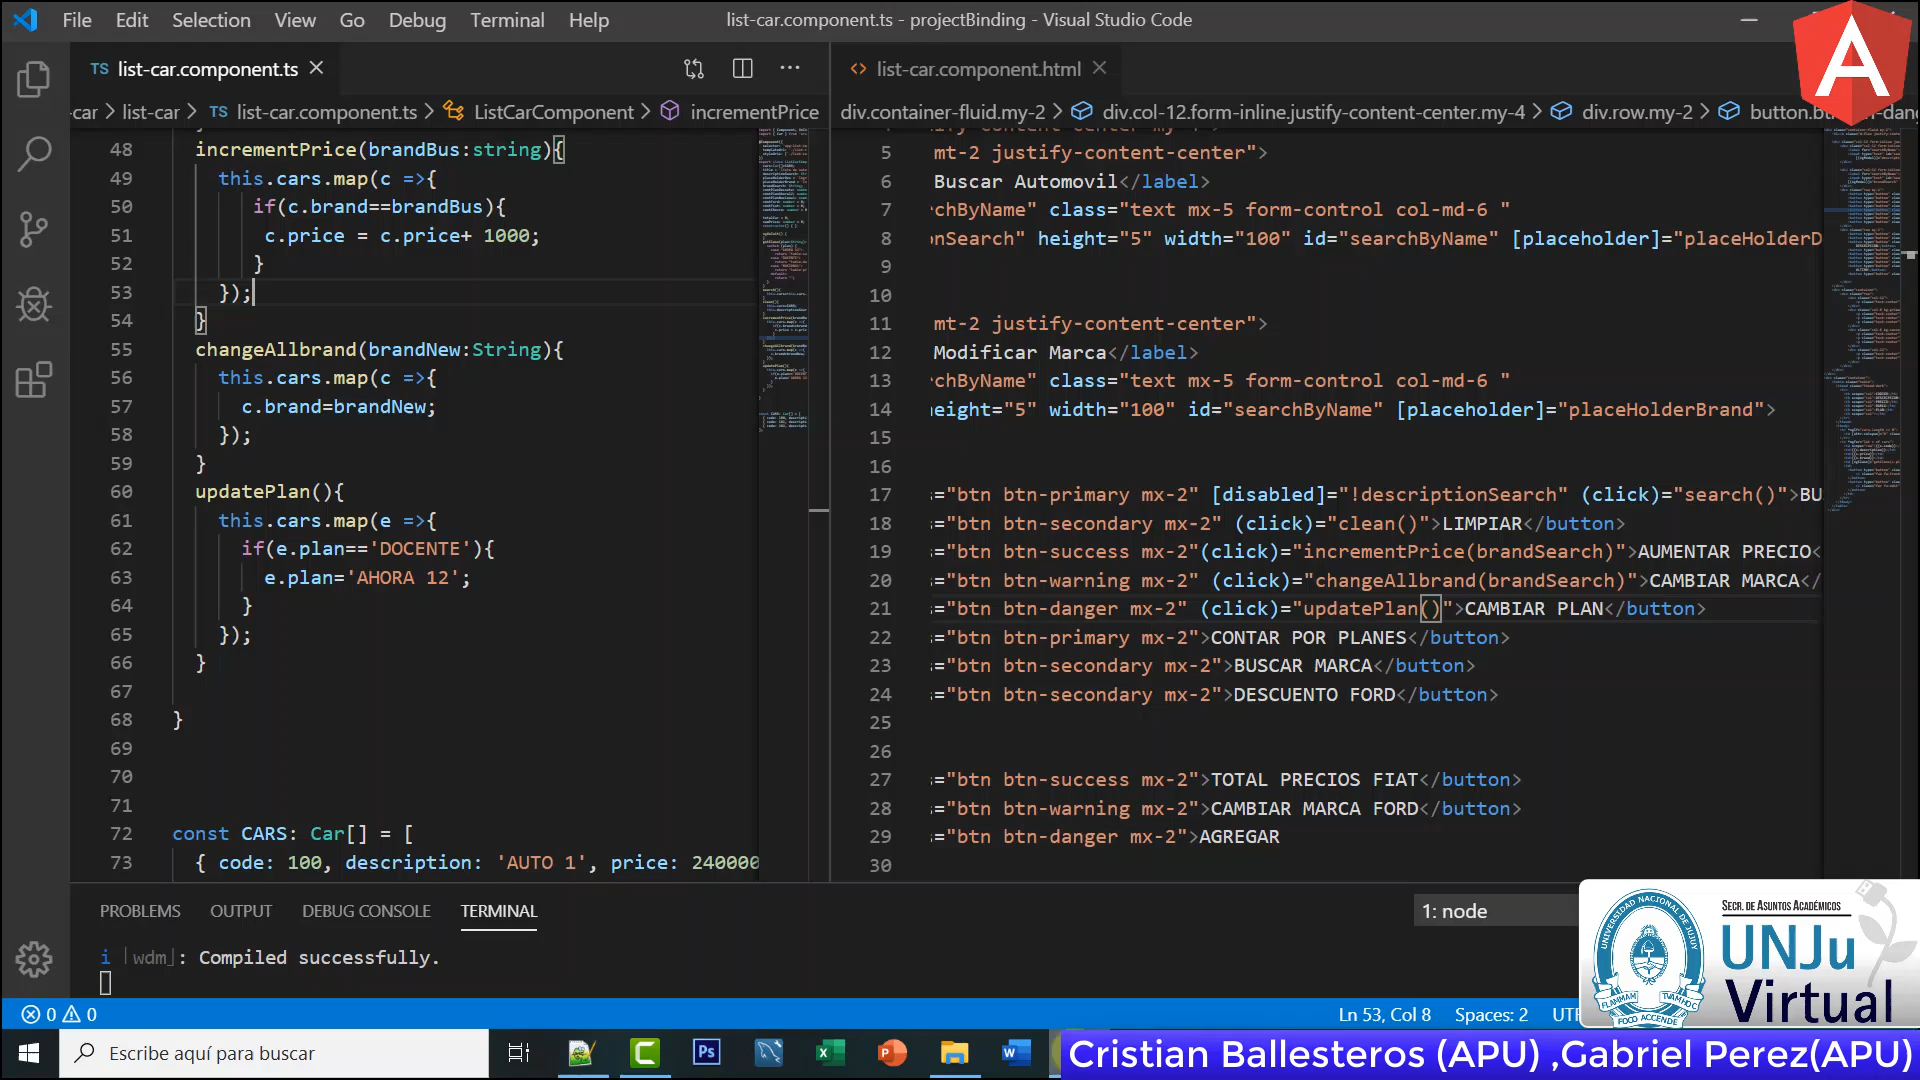 File Edit Selection View Go Debug Terminal Help
list-car.component.ts - projectBinding - Visual Studio Code
TS list-car.component.ts
<> list-car.component.html
-car > list-car > TS list-car.component.ts > ListCarComponent > incrementPrice
div.container-fluid.my-2 > div.col-12.form-inline.justify-content-center.my-4 > div.row.my-2 >
48 incrementPrice(brandBus:string){
49 this.cars.map(c =>{
50 if(c.brand==brandBus){
51 c.price = c.price+ 1000;
52 }
53 });
54 }
55 changeAllbrand(brandNew:String){
56 this.cars.map(c =>{
57 c.brand=brandNew;
58 });
59 }
60 updatePlan(){
61 this.cars.map(e =>{
62 if(e.plan=='DOCENTE'){
63 e.plan='AHORA 12';
64 }
65 });
66 }
67
68 }
69
70
71
72 const CARS: Car[] = [
73 { code: 100, description: 'AUTO 1', price: 240000
5 mt-2 justify-content-center">
6 Buscar Automovil</label>
7 rchByName" class="text mx-5 form-control col-md-6 "
8 onSearch" height="5" width="100" id="searchByName" [placeholder]="placeHolderD
9
10
11 mt-2 justify-content-center">
12 Modificar Marca</label>
13 rchByName" class="text mx-5 form-control col-md-6 "
14 height="5" width="100" id="searchByName" [placeholder]="placeHolderBrand">
15
16
17 ="btn btn-primary mx-2" [disabled]="!descriptionSearch" (click)="search()">BU
18 ="btn btn-secondary mx-2" (click)="clean()">LIMPIAR</button>
19 ="btn btn-success mx-2"(click)="incrementPrice(brandSearch)">AUMENTAR PRECIO<
20 ="btn btn-warning mx-2" (click)="changeAllbrand(brandSearch)">CAMBIAR MARCA</
21 ="btn btn-danger mx-2" (click)="updatePlan()">CAMBIAR PLAN</button>
22 ="btn btn-primary mx-2">CONTAR POR PLANES</button>
23 ="btn btn-secondary mx-2">BUSCAR MARCA</button>
24 ="btn btn-secondary mx-2">DESCUENTO FORD</button>
25
26
27 ="btn btn-success mx-2">TOTAL PRECIOS FIAT</button>
28 ="btn btn-warning mx-2">CAMBIAR MARCA FORD</button>
29 ="btn btn-danger mx-2">AGREGAR
30
PROBLEMS OUTPUT DEBUG CONSOLE TERMINAL
1: node
i ｢wdm｣: Compiled successfully.
0 0
Ln 53, Col 8 Spaces: 2 UTF
UNIVERSIDAD NACIONAL DE JUJUY
SECR. DE ASUNTOS ACADÉMICOS
UNJu
Virtual
Escribe aquí para buscar
Cristian Ballesteros (APU) ,Gabriel Perez(APU)